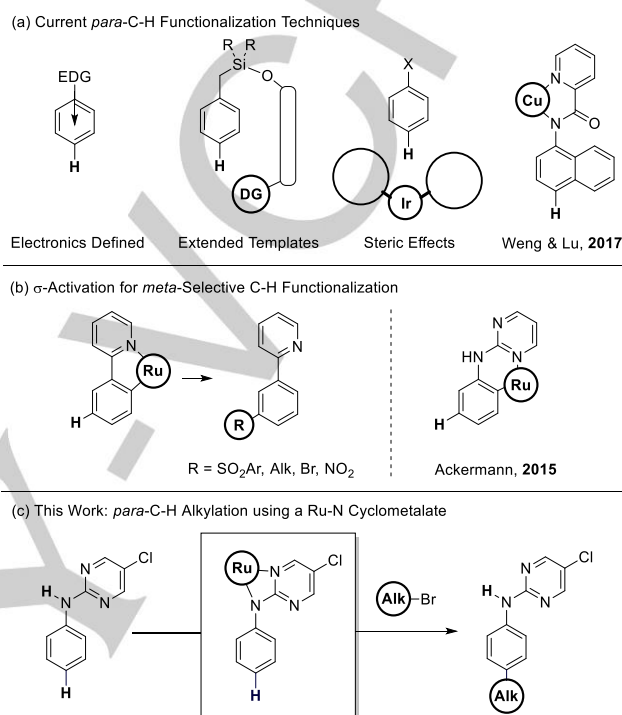 (a) Current para-C-H Functionalization Techniques
EDG
H
R R
Si
O
H
DG
X
H
Ir
N
Cu
N
O
H
Electronics Defined Extended Templates Steric Effects Weng & Lu, 2017
(b) σ-Activation for meta-Selective C-H Functionalization
N
Ru
H
N
R
N
HN
N
Ru
H
R = SO2Ar, Alk, Br, NO2
Ackermann, 2015
(c) This Work: para-C-H Alkylation using a Ru-N Cyclometalate
Cl
N
H
N
N
H
Ru
Cl
N
N
N
H
Alk-Br
Cl
N
H
N
N
Alk